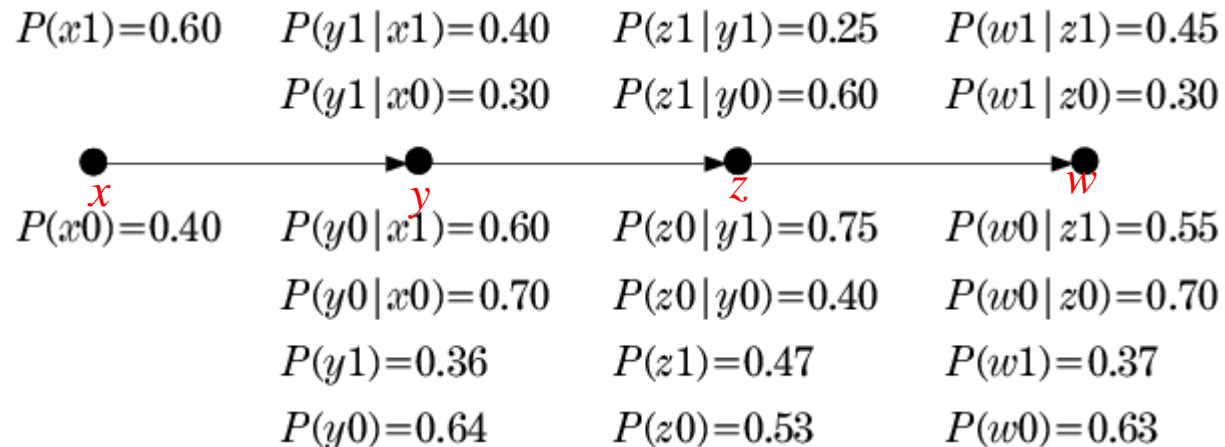 P(x1)=0.60 P(y1|x1)=0.40 P(z1|y1)=0.25 P(w1|z1)=0.45
P(y1|x0)=0.30 P(z1|y0)=0.60 P(w1|z0)=0.30
x y z w
P(x0)=0.40 P(y0|x1)=0.60 P(z0|y1)=0.75 P(w0|z1)=0.55
P(y0|x0)=0.70 P(z0|y0)=0.40 P(w0|z0)=0.70
P(y1)=0.36 P(z1)=0.47 P(w1)=0.37
P(y0)=0.64 P(z0)=0.53 P(w0)=0.63